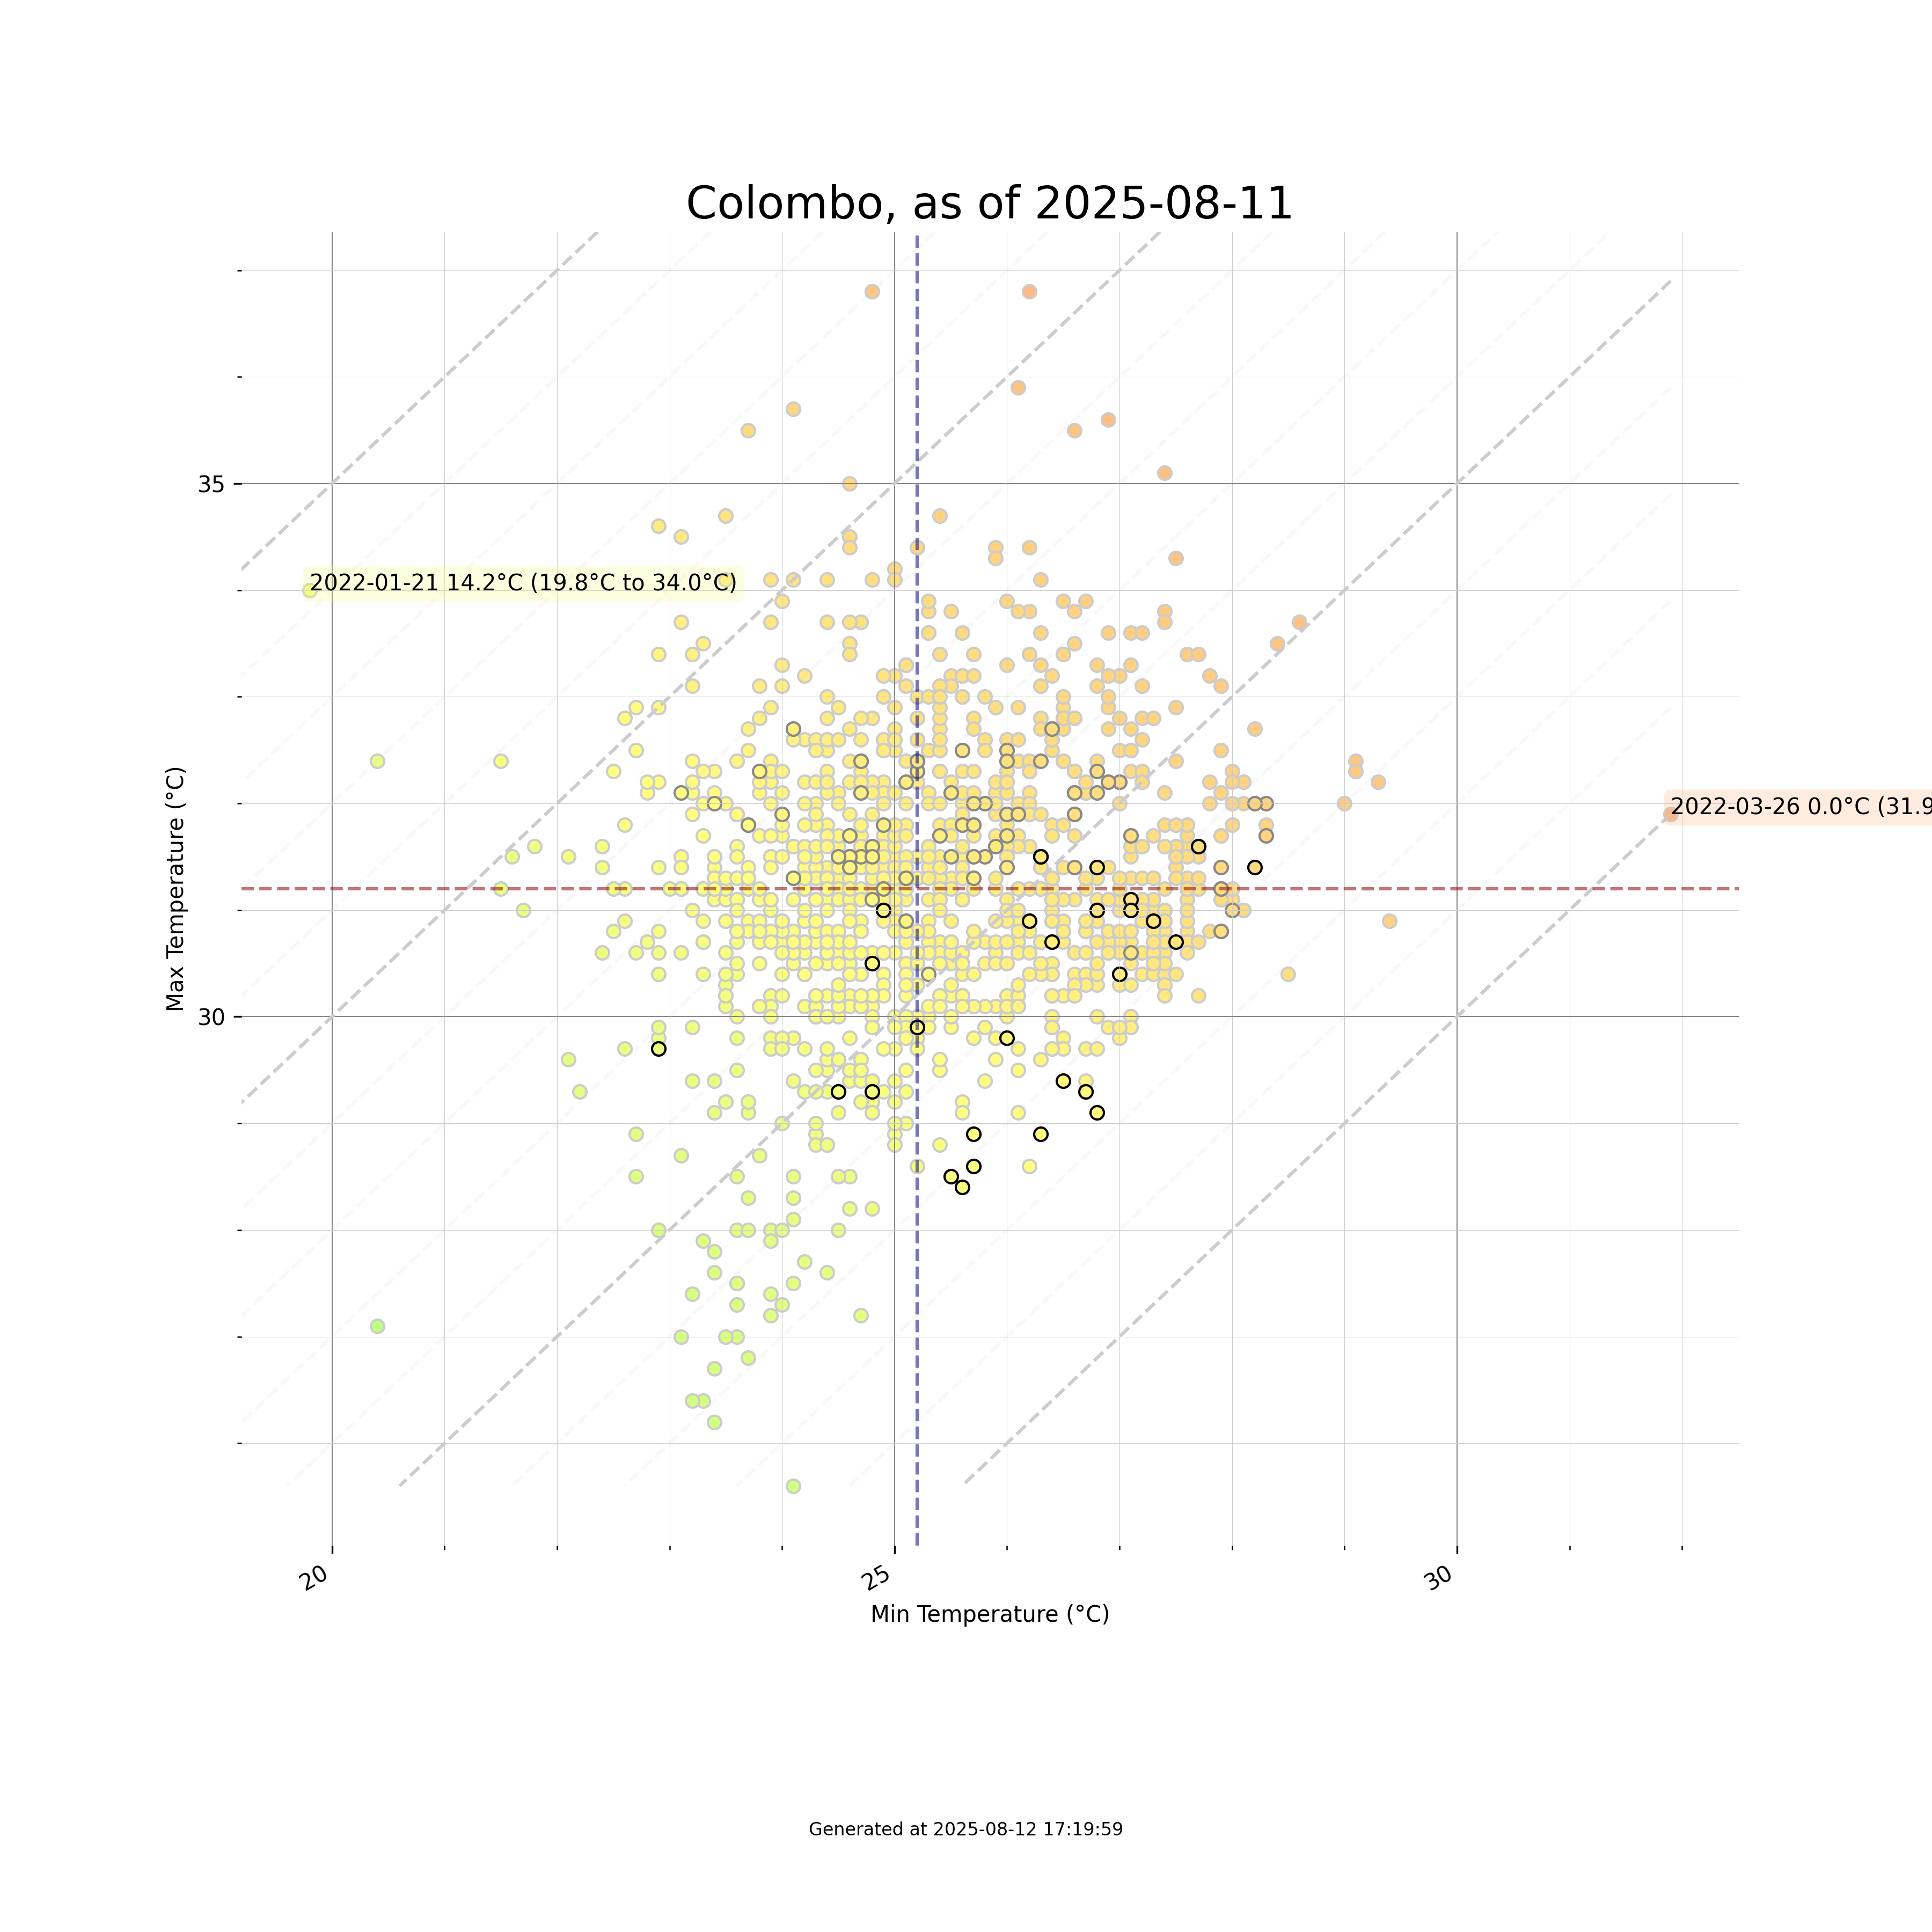 Colombo, as of 2025-08-11
35
2022-01-21 14.2°C (19.8°C to 34.0°C)
Max Temperature (°C)
2022-03-26 0.0°C (31.9
30
20
25
30
Min Temperature (°C)
Generated at 2025-08-12 17:19:59